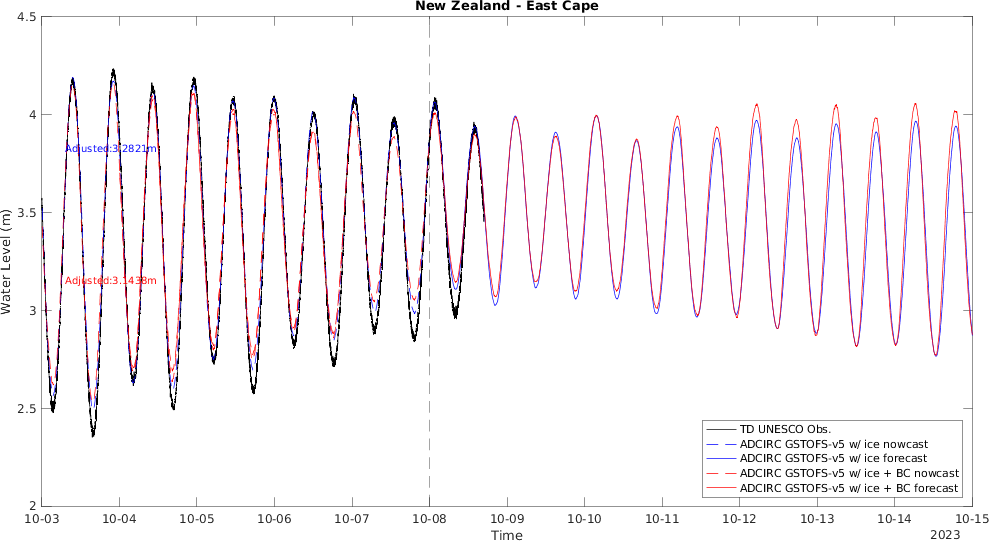 New Zealand - East Cape
4.5
4
3.5
3
2.5
2
Water Level (m)
Adjusted:3.2821m
Adjusted:3.1438m
TD UNESCO Obs.
ADCIRC GSTOFS-v5 w/ ice nowcast
ADCIRC GSTOFS-v5 w/ ice forecast
ADCIRC GSTOFS-v5 w/ ice + BC nowcast
ADCIRC GSTOFS-v5 w/ ice + BC forecast
10-03 10-04 10-05 10-06 10-07 10-08 10-09 10-10 10-11 10-12 10-13 10-14 10-15
Time
2023